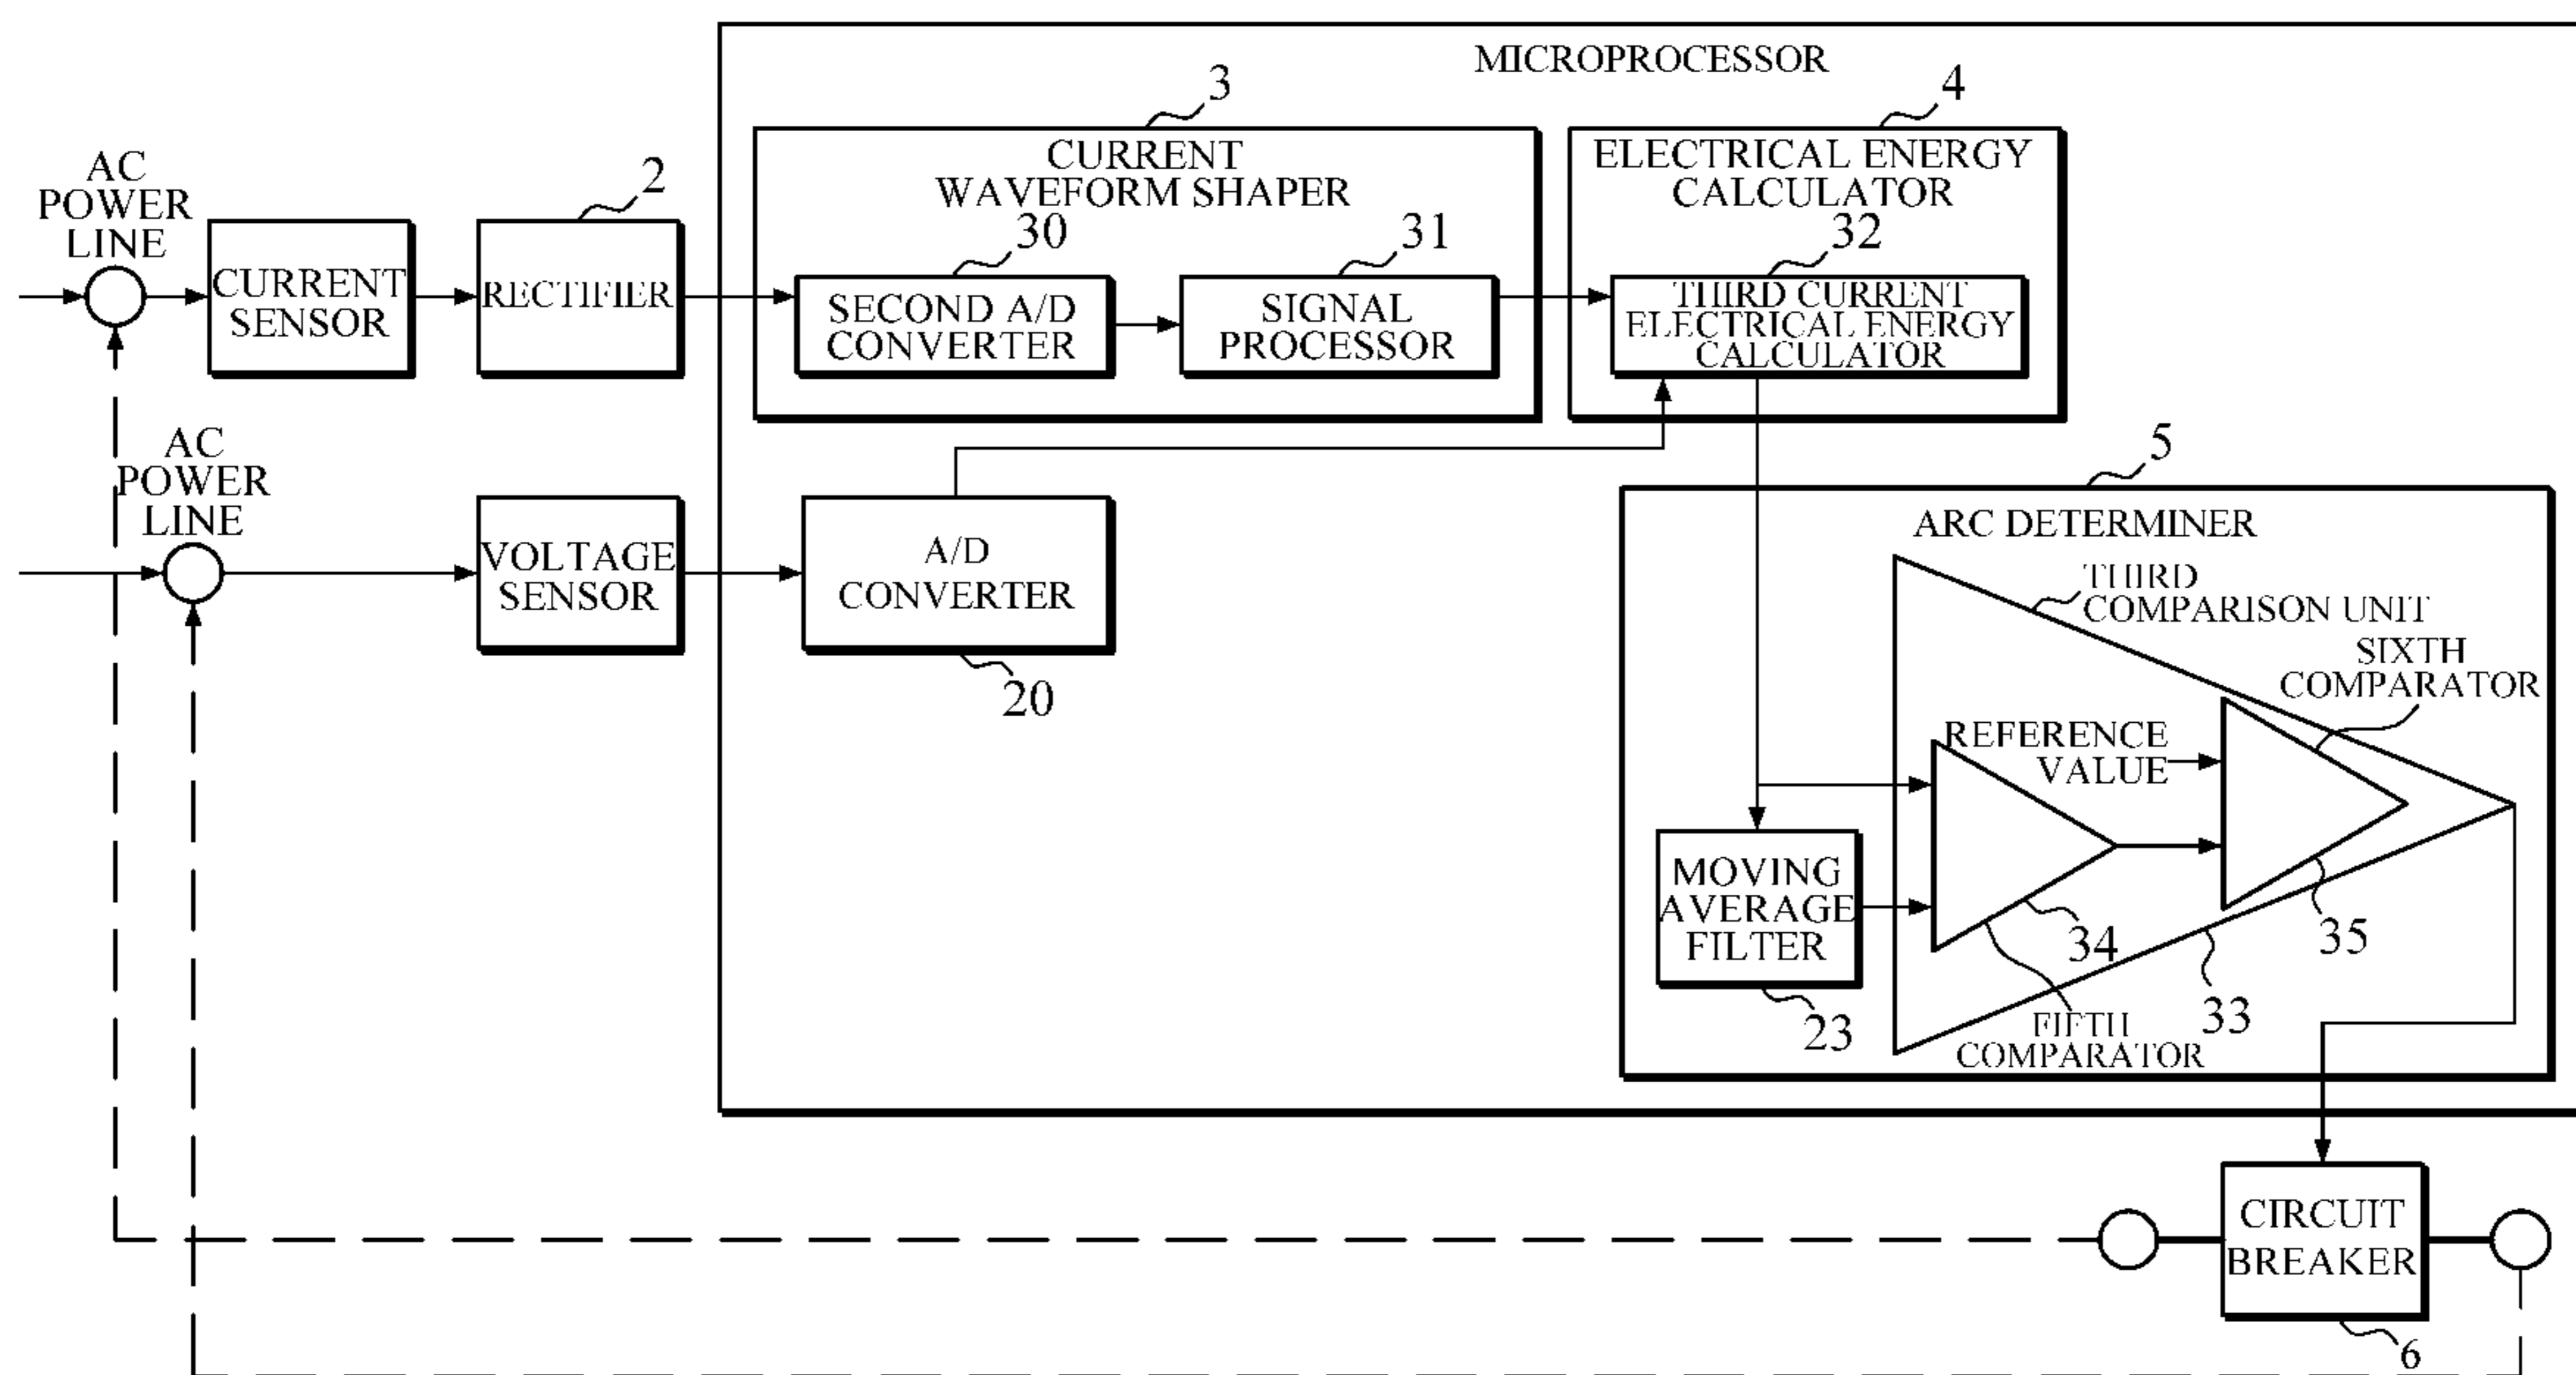 MICROPROCESSOR
3
4
CURRENT
WAVEFORM SHAPER
ELECTRICAL ENERGY
CALCULATOR
AC
POWER
LINE
2
30
31
32
CURRENT
SENSOR
RECTIFIER
SECOND A/D
CONVERTER
SIGNAL
PROCESSOR
THIRD CURRENT
ELECTRICAL ENERGY
CALCULATOR
AC
POWER
LINE
5
VOLTAGE
SENSOR
A/D
CONVERTER
20
ARC DETERMINER
THIRD
COMPARISON UNIT
SIXTH
COMPARATOR
REFERENCE
VALUE
MOVING
AVERAGE
FILTER
23
34
35
33
FIFTH
COMPARATOR
CIRCUIT
BREAKER
6